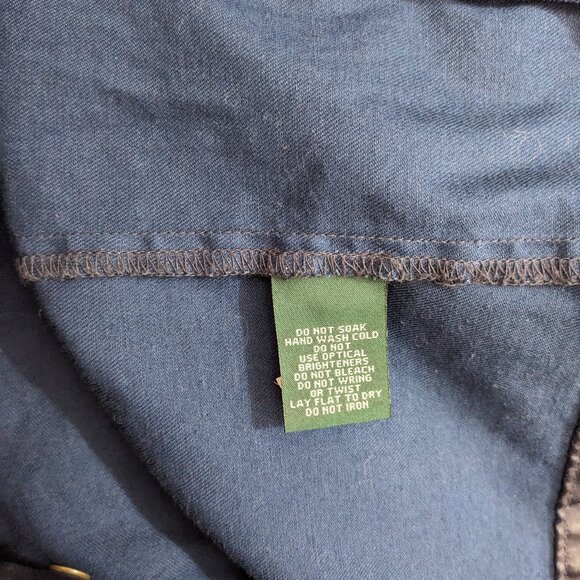 DO NOT SOAK
HAND WASH COLD
DO NOT
USE OPTICAL
BRIGHTENERS
DO NOT BLEACH
DO NOT WRING
OR TWIST
LAY FLAT TO DRY
DO NOT IRON